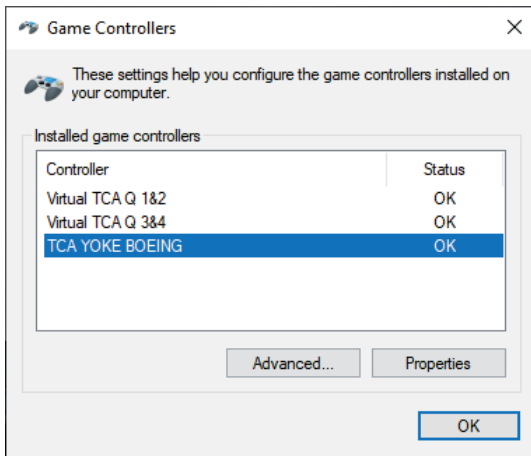 Game Controllers
These settings help you configure the game controllers installed on
your computer.
Installed game controllers
Controller Status
Virtual TCA Q 1&2 OK
Virtual TCA Q 3&4 OK
TCA YOKE BOEING OK
Advanced... Properties
OK